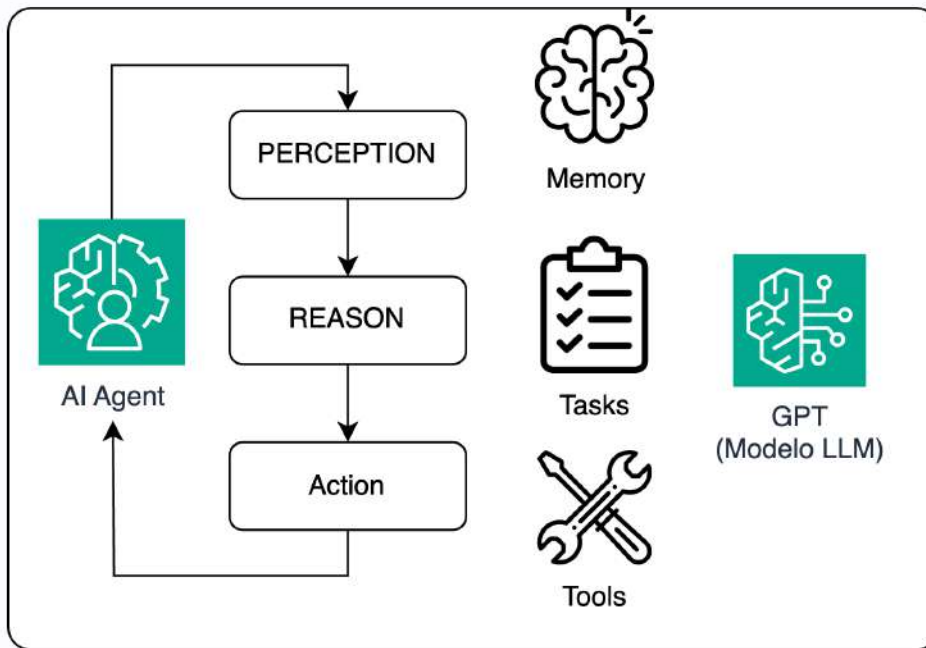 PERCEPTION
Memory
REASON
AI Agent
Tasks
GPT
(Modelo LLM)
Action
Tools